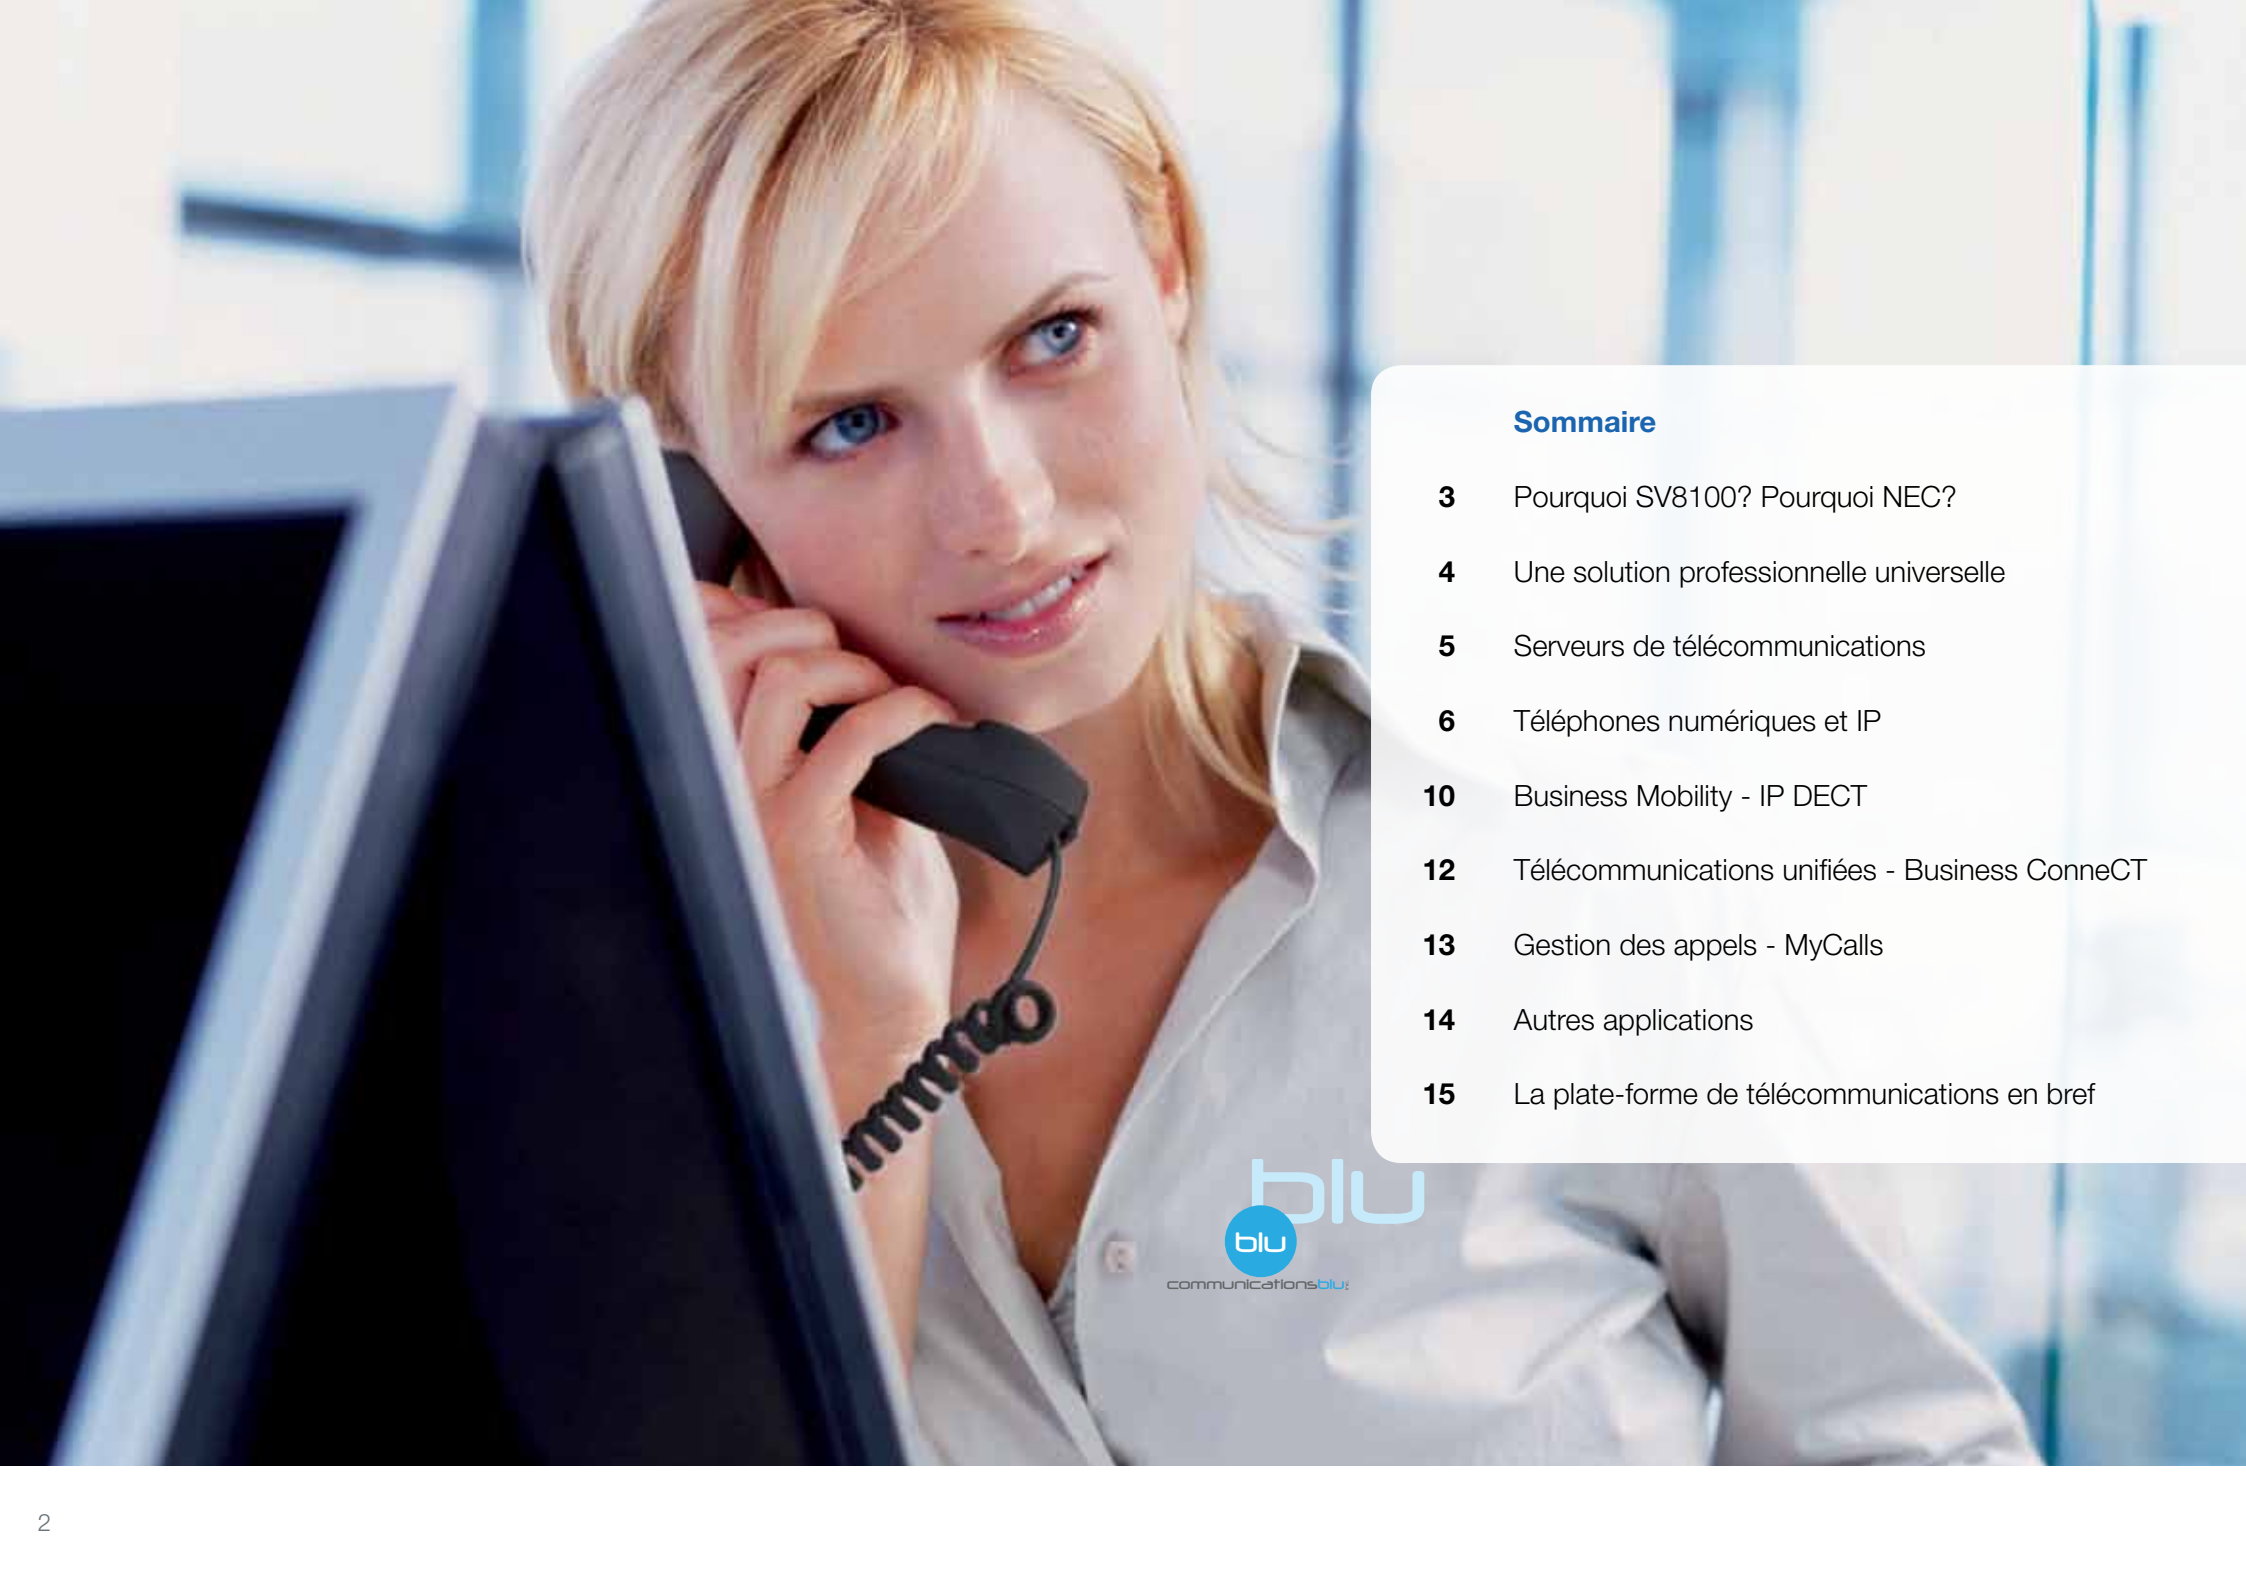 Sommaire
3 Pourquoi SV8100? Pourquoi NEC?
4 Une solution professionnelle universelle
5 Serveurs de télécommunications
6 Téléphones numériques et IP
10 Business Mobility - IP DECT
12 Télécommunications unifiées - Business ConneCT
13 Gestion des appels - MyCalls
14 Autres applications
15 La plate-forme de télécommunications en bref
blu
blu
communicationsblu
2